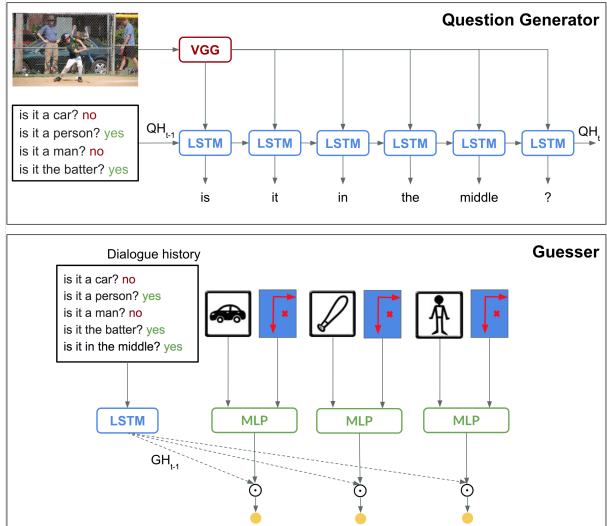 Question Generator
VGG
is it a car? no
is it a person? yes
is it a man? no
is it the batter? yes
QHt-1
LSTM LSTM LSTM LSTM LSTM LSTM
QHt
is it in the middle ?
Guesser
Dialogue history
is it a car? no
is it a person? yes
is it a man? no
is it the batter? yes
is it in the middle? yes
LSTM MLP MLP MLP
GHt-1